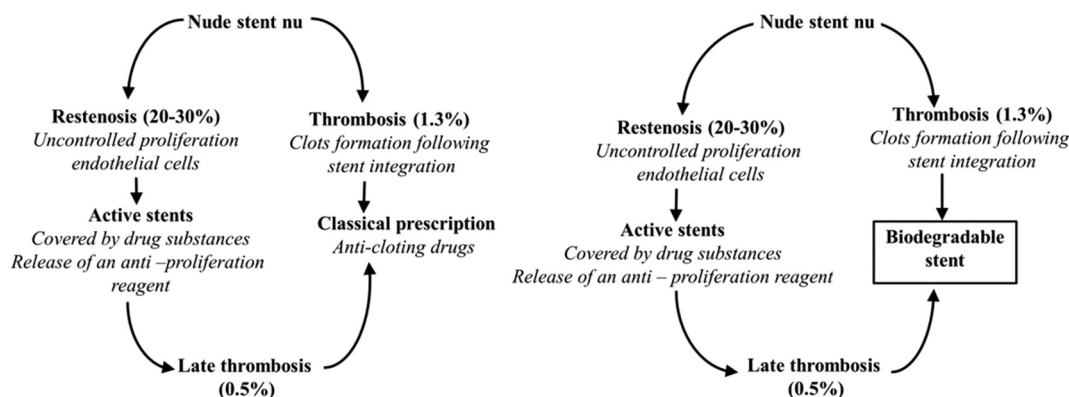 Nude stent nu
Restenosis (20-30%)
Uncontrolled proliferation
endothelial cells
Thrombosis (1.3%)
Clots formation following
stent integration
Active stents
Covered by drug substances
Release of an anti –proliferation
reagent
Classical prescription
Anti-cloting drugs
Late thrombosis
(0.5%)
Nude stent nu
Restenosis (20-30%)
Uncontrolled proliferation
endothelial cells
Thrombosis (1.3%)
Clots formation following
stent integration
Active stents
Covered by drug substances
Release of an anti – proliferation reagent
Biodegradable
stent
Late thrombosis
(0.5%)